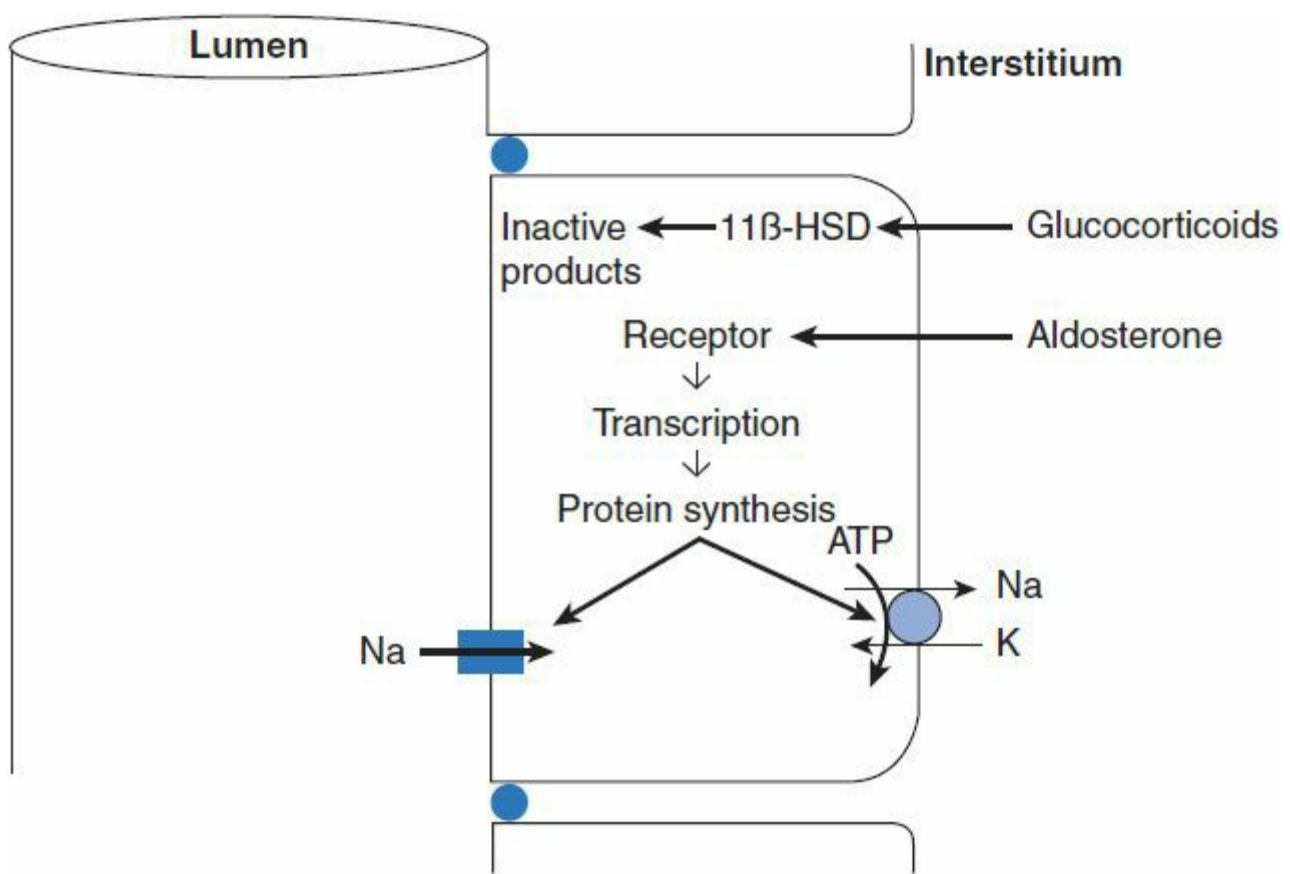 Lumen
Interstitium
Inactive products
11ß-HSD
Glucocorticoids
Receptor
Aldosterone
Transcription
Protein synthesis
ATP
Na
Na
K